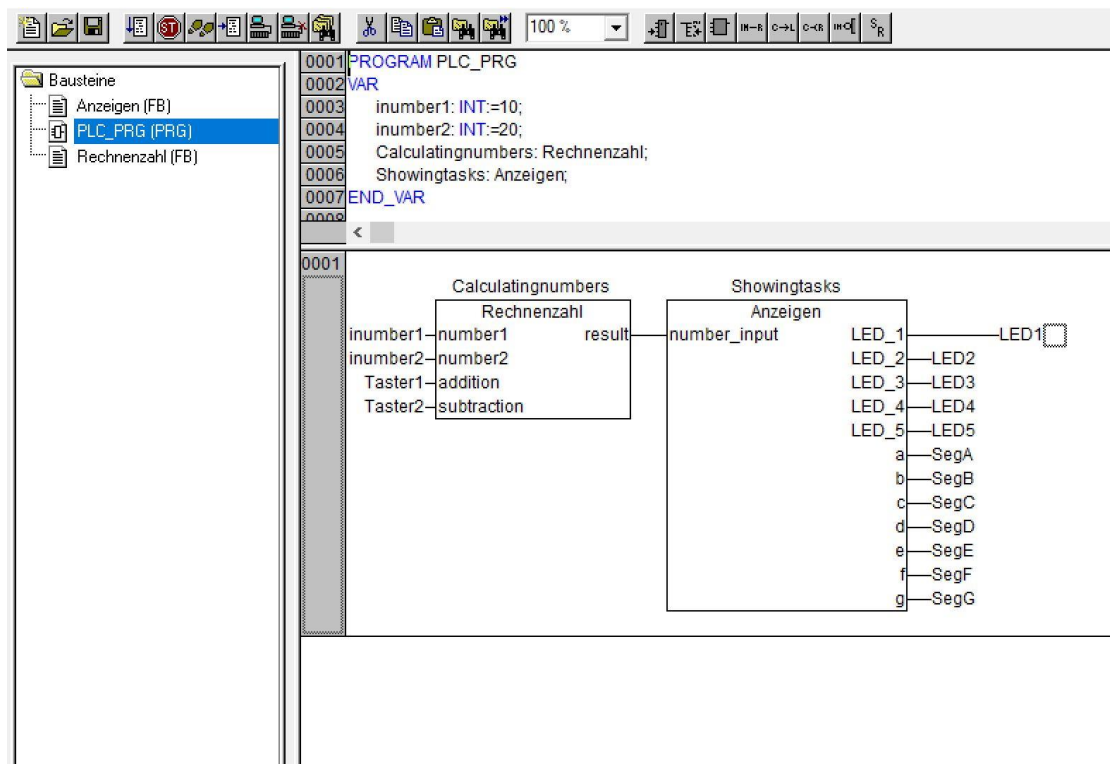 100 %
IN—R
C→L
C—<R
S R
Bausteine
Anzeigen (FB)
PLC_PRG (PRG)
Rechnenzahl (FB)
0001 PROGRAM PLC_PRG
0002 VAR
0003 inumber1: INT:=10;
0004 inumber2: INT:=20;
0005 Calculatingnumbers: Rechnenzahl;
0006 Showingtasks: Anzeigen;
0007 END_VAR
0008
0001
Calculatingnumbers Showingtasks
Rechnenzahl Anzeigen
inumber1 number1 result number_input LED_1 LED1
inumber2 number2 LED_2 LED2
Taster1 addition LED_3 LED3
Taster2 subtraction LED_4 LED4
LED_5 LED5
a SegA
b SegB
c SegC
d SegD
e SegE
f SegF
g SegG